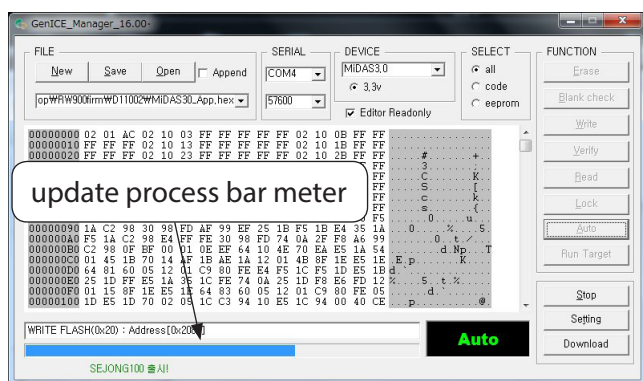 GenICE_Manager_16.00-
FILE
SERIAL
DEVICE
SELECT
FUNCTION
New Save Open Append
COM4
MiDAS3,0
all
Erase
3,3v
code
op₩R₩900firm₩D11002₩MiDAS30_App,hex
57600
Editor Readonly
eeprom
Blank check
Write
Verify
Read
Lock
Auto
Run Target
Stop
Setting
Download
00000000 02 01 AC 02 10 03 FF FF FF FF FF 02 10 0B FF FF
00000010 FF FF FF 02 10 13 FF FF FF FF FF 02 10 1B FF FF
00000020 FF FF FF 02 10 23 FF FF FF FF FF 02 10 2B FF FF . . . . . # . . . . . . . + . .
update process bar meter
00000090 1A C2 98 30 98 FD AF 99 EF 25 1B F5 1B E4 35 1A
000000A0 F5 1A C2 98 E4 FF FE 30 98 FD 74 0A 2F F8 A6 99
000000B0 C2 98 0F BF 00 01 0E EF 64 10 4E 70 EA E5 1A 54
000000C0 01 45 1B 70 14 AF 1B AE 1A 12 01 4B 8F 1E E5 1E
000000D0 64 81 60 05 12 01 C9 80 FE E4 F5 1C F5 1D E5 1B
000000E0 25 1D FF E5 1A 35 1C FE 74 0A 25 1D F8 E6 FD 12
000000F0 01 15 8F 1E E5 1E 64 83 60 05 12 01 C9 80 FE 05
00000100 1D E5 1D 70 02 05 1C C3 94 10 E5 1C 94 00 40 CE
WRITE FLASH(0x20) : Address[0x20
Auto
SEJONG100 출시!